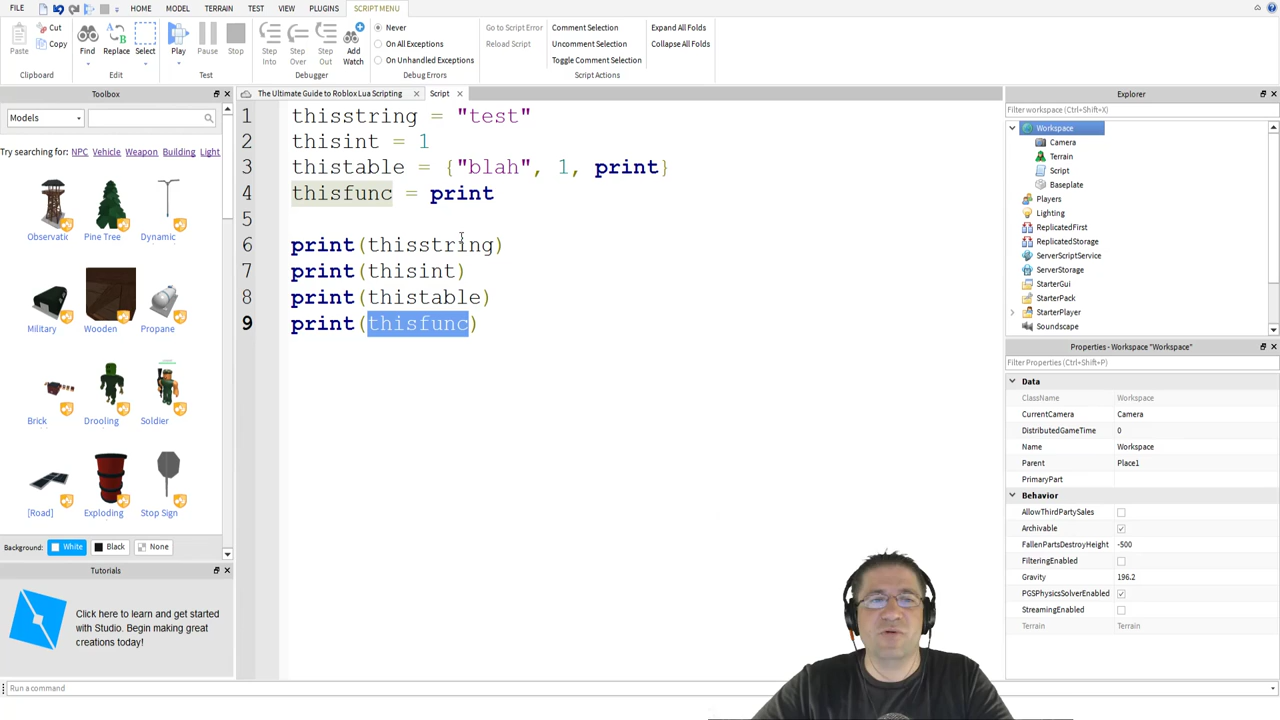 FILE HOME MODEL TERRAIN TEST VIEW PLUGINS SCRIPT MENU
Paste Cut Copy Find Replace Select Play Pause Stop Step Into Step Over Step Out Add Watch
Never
On All Exceptions
On Unhandled Exceptions
Go to Script Error
Reload Script
Comment Selection
Uncomment Selection
Toggle Comment Selection
Expand All Folds
Collapse All Folds
Clipboard Edit Test Debugger Debug Errors Script Actions
Toolbox
Models
Try searching for: NPC Vehicle Weapon Building Light
Observatic Pine Tree Dynamic
Military Wooden Propane
Brick Drooling Soldier
[Road] Exploding Stop Sign
Background: White Black None
Tutorials
Click here to learn and get started
with Studio. Begin making great
creations today!
The Ultimate Guide to Roblox Lua Scripting Script
1 thisstring = "test"
2 thisint = 1
3 thistable = {"blah", 1, print}
4 thisfunc = print
5
6 print(thisstring)
7 print(thisint)
8 print(thistable)
9 print(thisfunc)
Explorer
Filter workspace (Ctrl+Shift+X)
Workspace
Camera
Terrain
Script
Baseplate
Players
Lighting
ReplicatedFirst
ReplicatedStorage
ServerScriptService
ServerStorage
StarterGui
StarterPack
StarterPlayer
Soundscape
Properties - Workspace "Workspace"
Filter Properties (Ctrl+Shift+P)
Data
ClassName Workspace
CurrentCamera Camera
DistributedGameTime 0
Name Workspace
Parent Place1
PrimaryPart
Behavior
AllowThirdPartySales
Archivable
FallenPartsDestroyHeight -500
FilteringEnabled
Gravity 196.2
PGSPhysicsSolverEnabled
StreamingEnabled
Terrain Terrain
Run a command